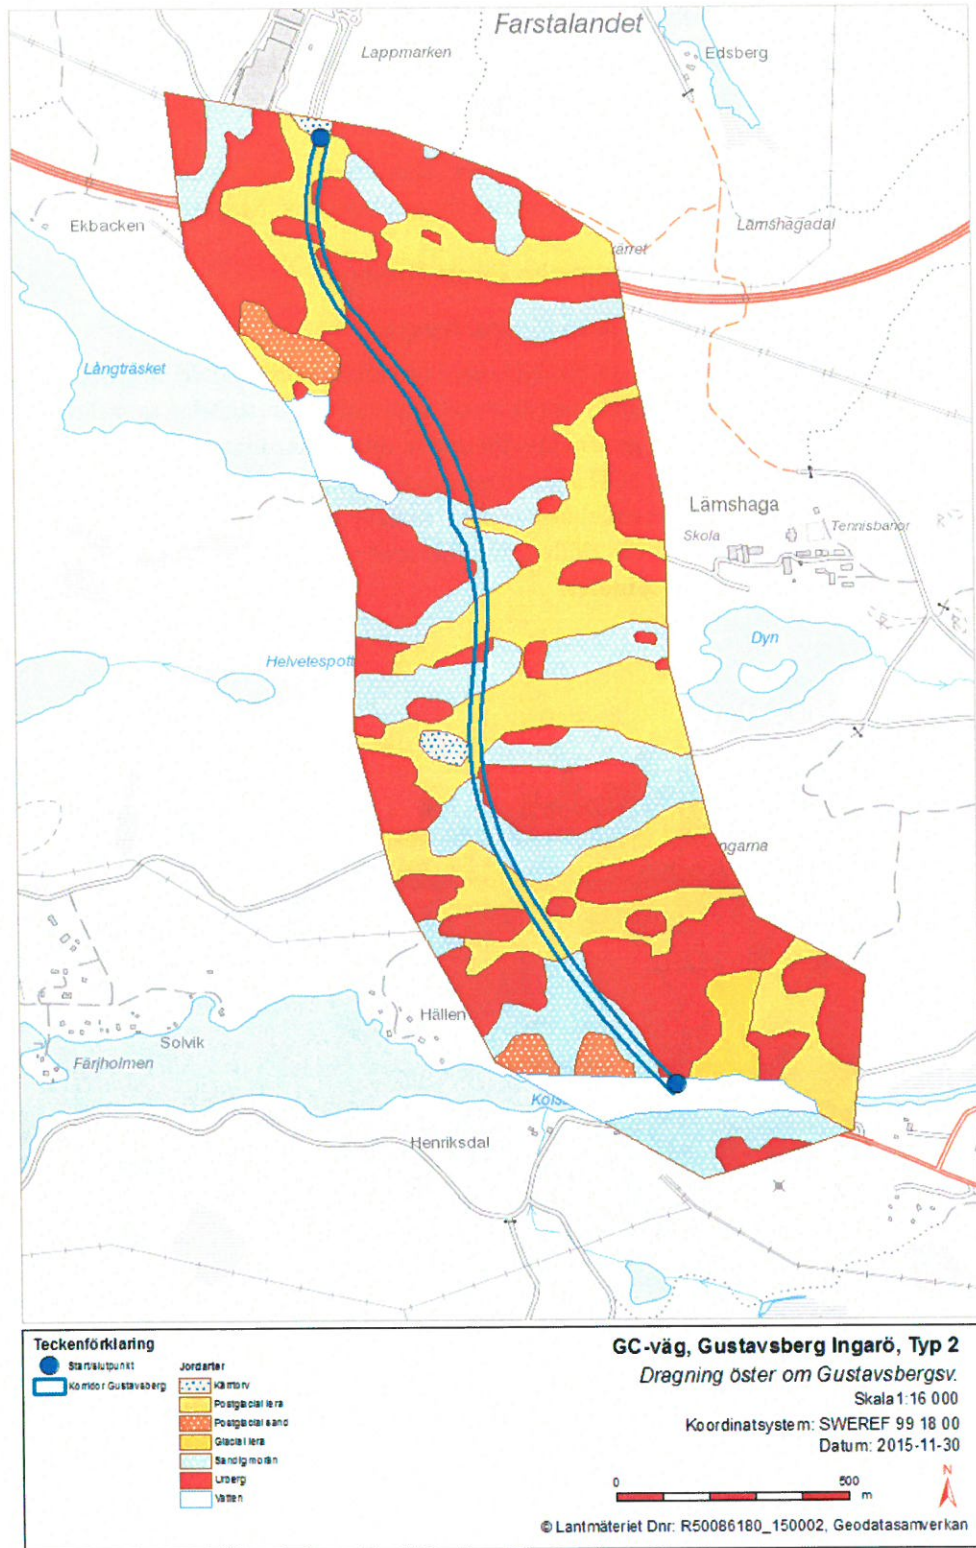 Farstalandet
Lappmarken
Edsberg
Ekbacken
Lämshagadal
kärret
Långträsket
Lämshaga
Skola
Tennisbanor
Dyn
Helvetespott
ngarna
Hällen
Solvik
Färjholmen
Henriksdal
Teckenförklaring
Start/slutpunkt
Korridor Gustavsberg
Jordarter
Kärrtorv
Postglacial lera
Postglacial sand
Glacial lera
Sandig morän
Urberg
Vatten
GC-väg, Gustavsberg Ingarö, Typ 2
Dragning öster om Gustavsbergsv.
Skala 1:16 000
Koordinatsystem: SWEREF 99 18 00
Datum: 2015-11-30
N
0 500
m
© Lantmäteriet Dnr: R50086180_150002, Geodatasamverkan